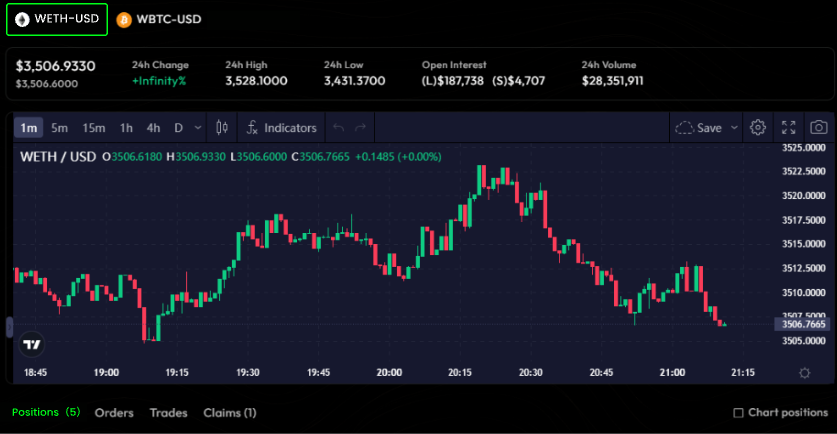 WETH-USD WBTC-USD
$3,506.9330 24h Change 24h High 24h Low Open Interest 24h Volume
$3,506.6000 +Infinity% 3,528.1000 3,431.3700 (L)$187,738 (S)$4,707 $28,351,911
1m 5m 15m 1h 4h D Indicators Save
WETH / USD O3506.6180 H3506.9330 L3506.6000 C3506.7665 +0.1485 (+0.00%)
3525.0000
3522.5000
3520.0000
3517.5000
3515.0000
3512.5000
3510.0000
3507.5000
3506.7665
3505.0000
18:45 19:00 19:15 19:30 19:45 20:00 20:15 20:30 20:45 21:00 21:15
Positions (5) Orders Trades Claims (1) Chart positions